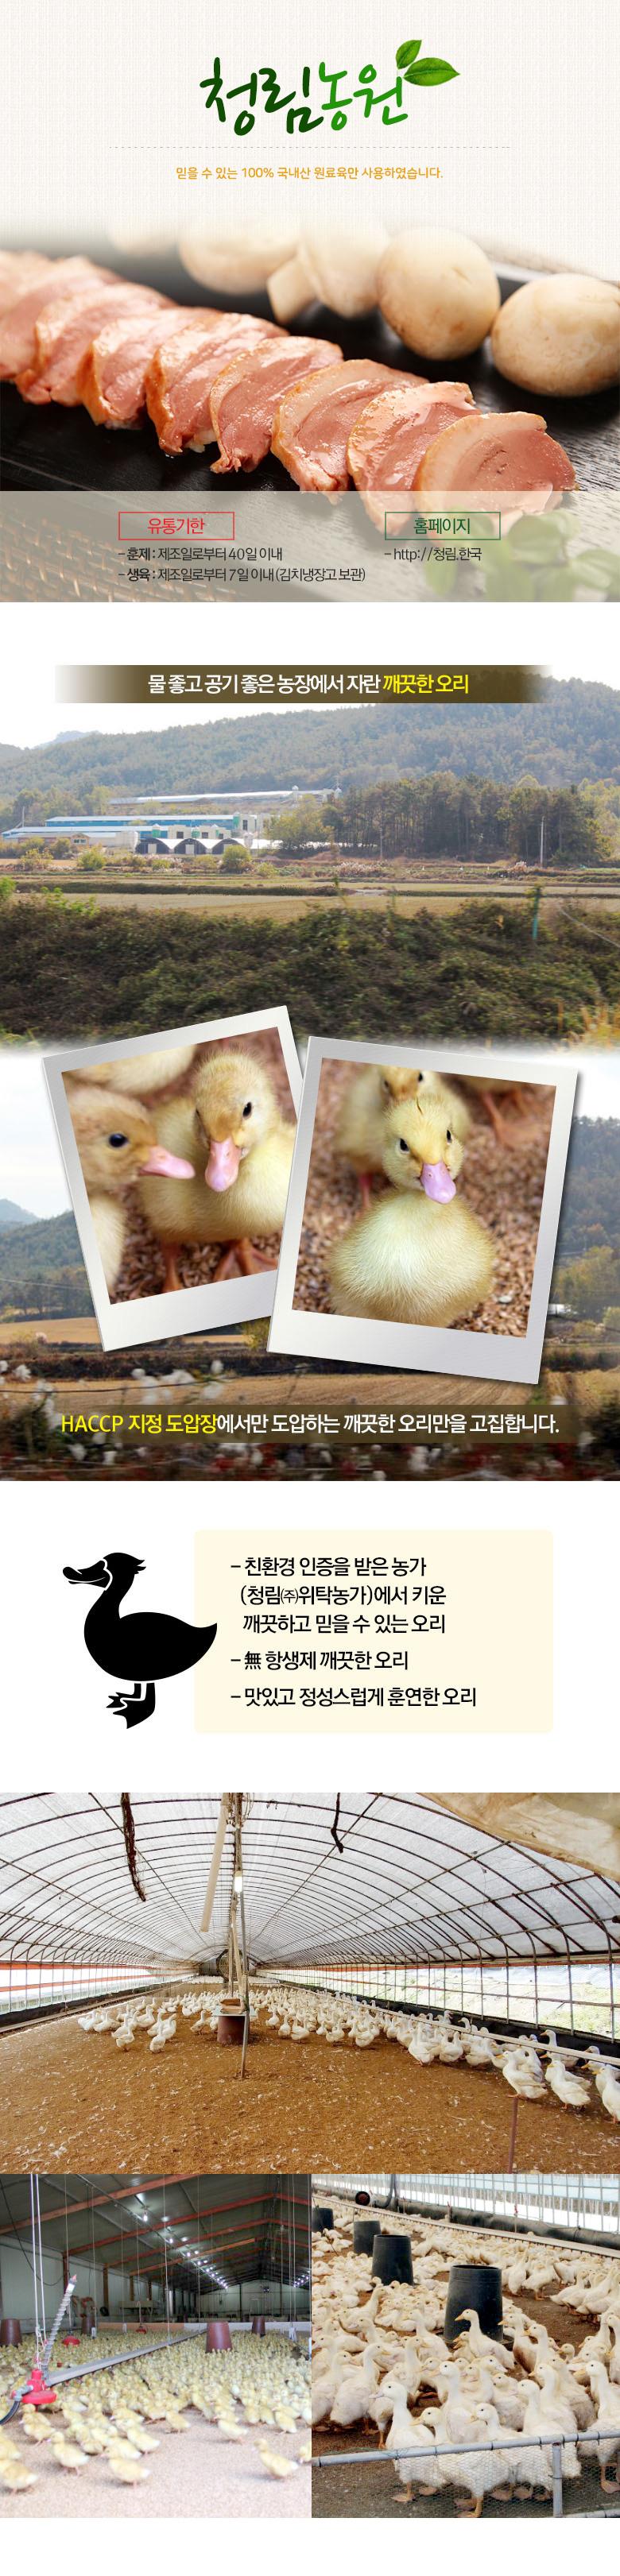 청림농원
믿을 수 있는 100% 국내산 원료육만 사용하였습니다.
유통기한
- 훈제 : 제조일로부터 40일 이내
- 생육 : 제조일로부터 7일 이내 (김치냉장고 보관)
홈페이지
- http://청림.한국
물 좋고 공기 좋은 농장에서 자란 깨끗한 오리
HACCP 지정 도압장에서만 도압하는 깨끗한 오리만을 고집합니다.
- 친환경 인증을 받은 농가
(청림㈜위탁농가)에서 키운
깨끗하고 믿을 수 있는 오리
- 無 항생제 깨끗한 오리
- 맛있고 정성스럽게 훈연한 오리